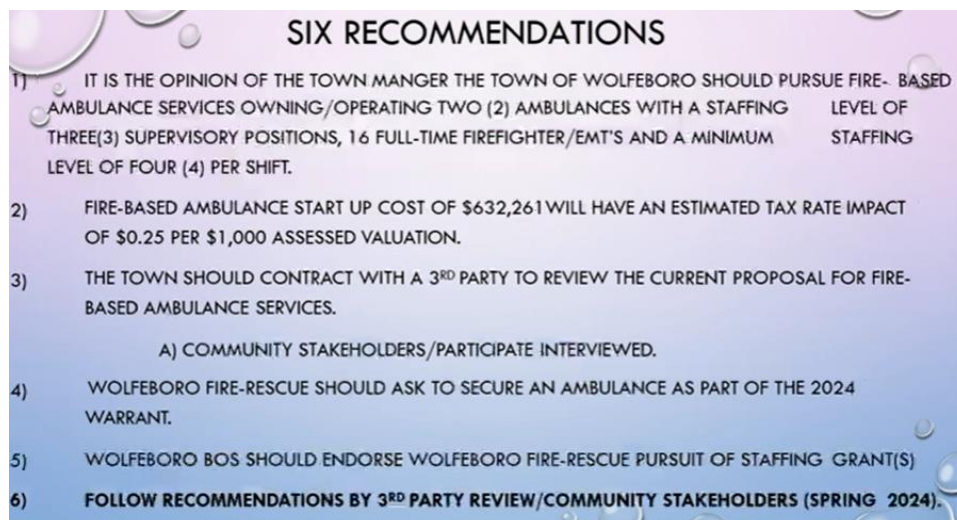 SIX RECOMMENDATIONS
1) IT IS THE OPINION OF THE TOWN MANGER THE TOWN OF WOLFEBORO SHOULD PURSUE FIRE- BASED
AMBULANCE SERVICES OWNING/OPERATING TWO (2) AMBULANCES WITH A STAFFING LEVEL OF
THREE(3) SUPERVISORY POSITIONS, 16 FULL-TIME FIREFIGHTER/EMT'S AND A MINIMUM STAFFING
LEVEL OF FOUR (4) PER SHIFT.
2) FIRE-BASED AMBULANCE START UP COST OF $632,261WILL HAVE AN ESTIMATED TAX RATE IMPACT
OF $0.25 PER $1,000 ASSESSED VALUATION.
3) THE TOWN SHOULD CONTRACT WITH A 3RD PARTY TO REVIEW THE CURRENT PROPOSAL FOR FIRE-
BASED AMBULANCE SERVICES.
A) COMMUNITY STAKEHOLDERS/PARTICIPATE INTERVIEWED.
4) WOLFEBORO FIRE-RESCUE SHOULD ASK TO SECURE AN AMBULANCE AS PART OF THE 2024
WARRANT.
5) WOLFEBORO BOS SHOULD ENDORSE WOLFEBORO FIRE-RESCUE PURSUIT OF STAFFING GRANT(S)
6) FOLLOW RECOMMENDATIONS BY 3RD PARTY REVIEW/COMMUNITY STAKEHOLDERS (SPRING 2024).